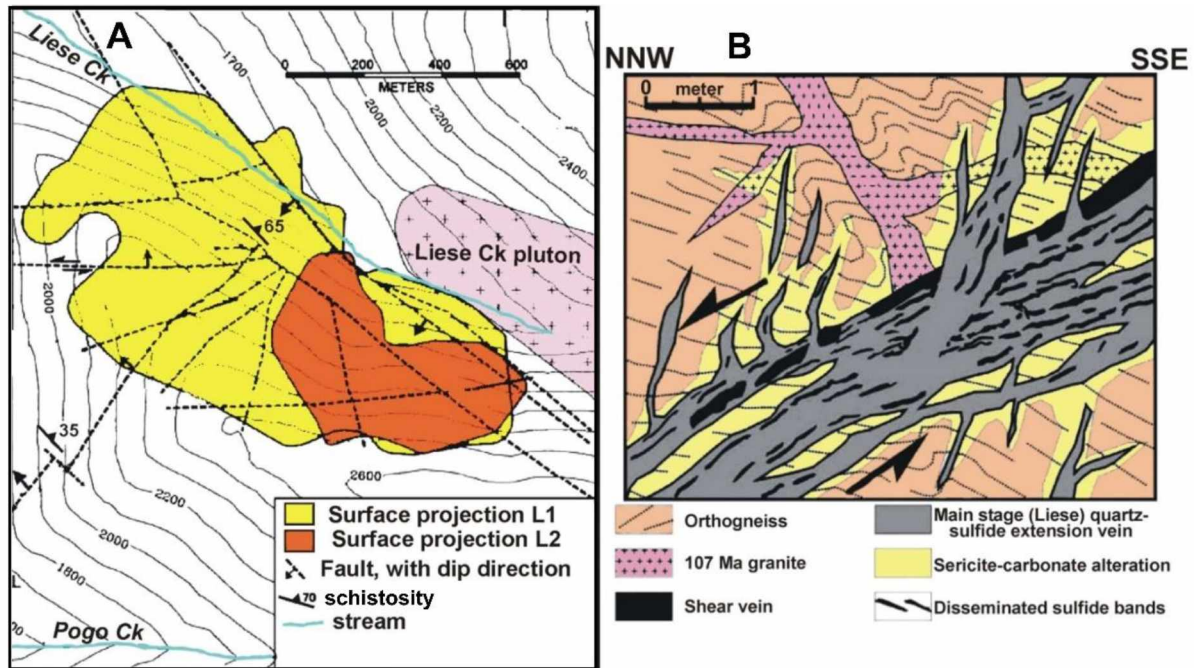 A
Liese Ck
1700
0 200 400 600
METERS
2000
2200
2400
65
Liese Ck pluton
2000
35
2600
2200
2000
1800
L
Pogo Ck
Surface projection L1
Surface projection L2
Fault, with dip direction
70 schistosity
stream
B
NNW
SSE
0 meter 1
Orthogneiss
107 Ma granite
Shear vein
Main stage (Liese) quartz-
sulfide extension vein
Sericite-carbonate alteration
Disseminated sulfide bands